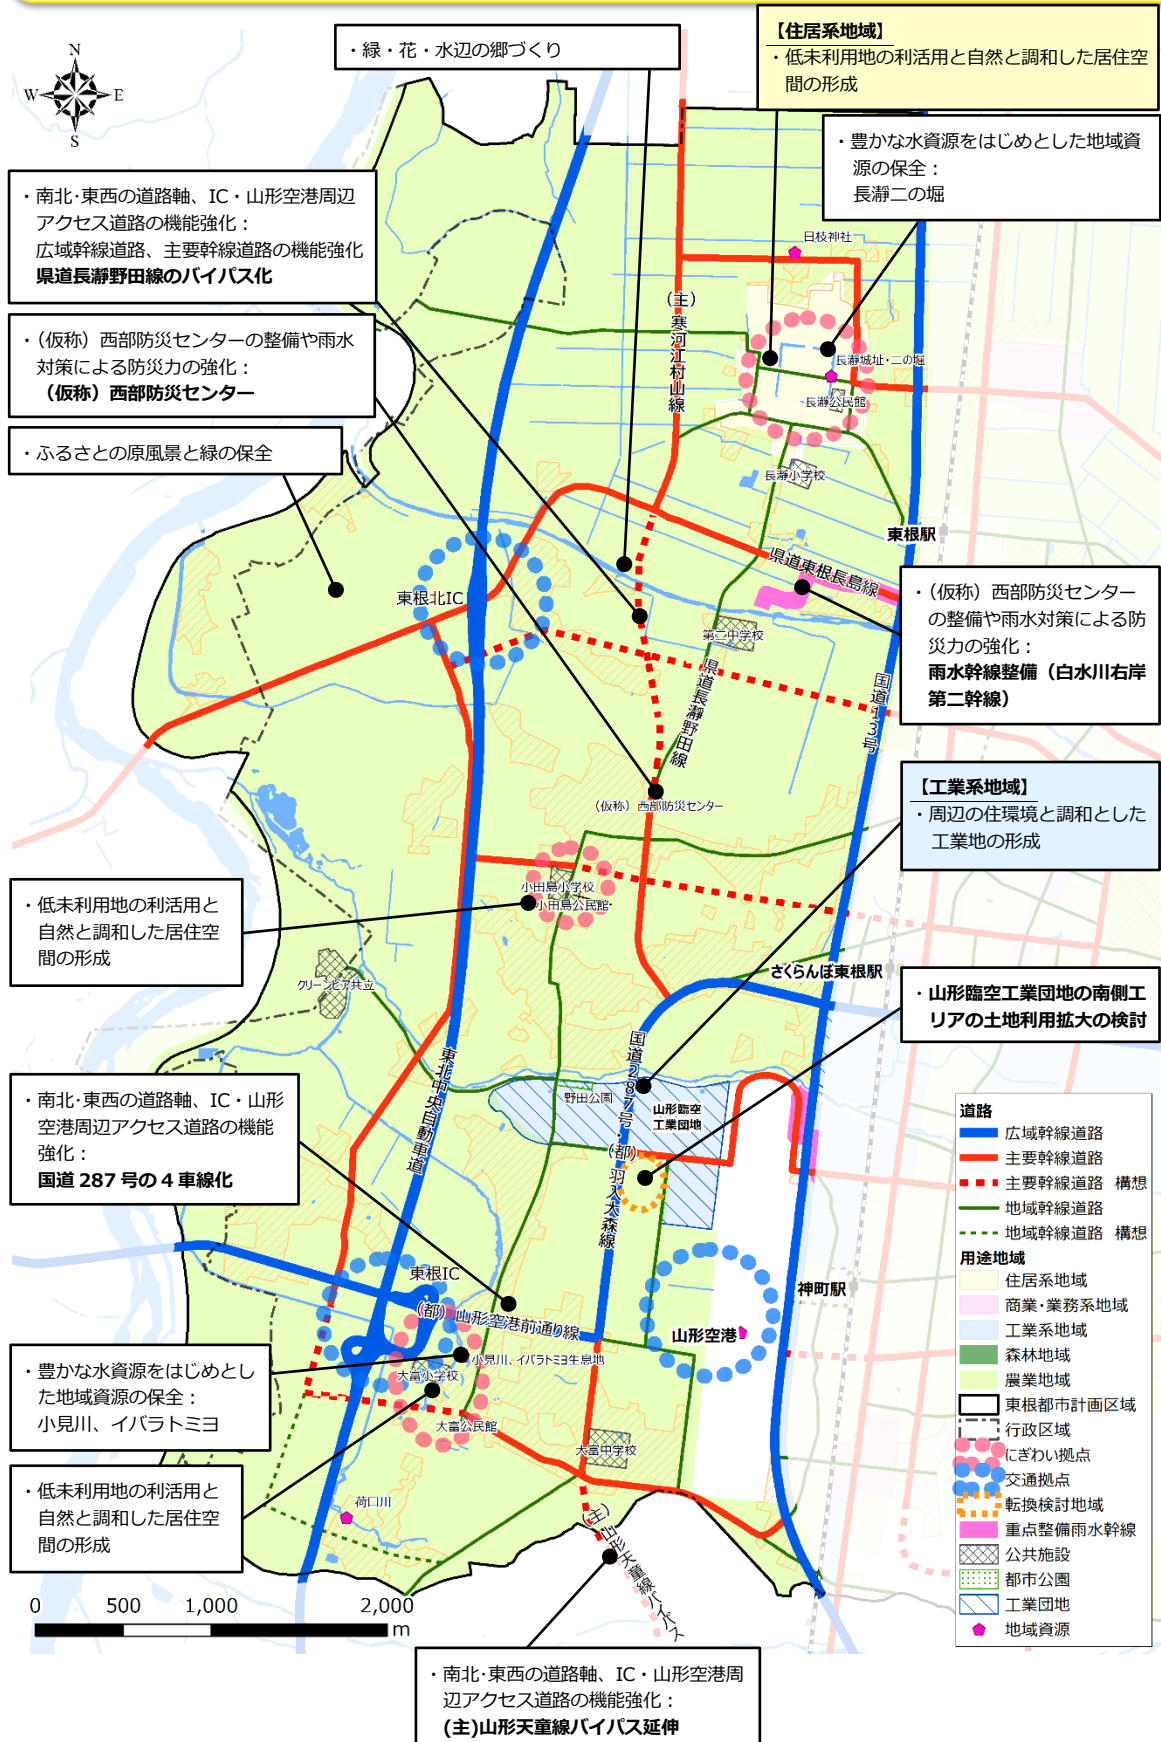 ・緑・花・水辺の郷づくり
【住居系地域】
・低未利用地の利活用と自然と調和した居住空
間の形成
・豊かな水資源をはじめとした地域資
源の保全：
長瀞二の堀
N
W
E
S
・南北・東西の道路軸、IC・山形空港周辺
アクセス道路の機能強化：
広域幹線道路、主要幹線道路の機能強化
県道長瀞野田線のバイパス化
・（仮称）西部防災センターの整備や雨水
対策による防災力の強化：
（仮称）西部防災センター
・ふるさとの原風景と緑の保全
日枝神社
（主）寒河江村山線
長瀞城址・二の堀
長瀞公民館
長瀞小学校
東根駅
県道東根長島線
東根北IC
第二中学校
県道長瀞野田線
国道13号
・（仮称）西部防災センター
の整備や雨水対策による防
災力の強化：
雨水幹線整備（白水川右岸
第二幹線）
（仮称）西部防災センター
【工業系地域】
・周辺の住環境と調和とした
工業地の形成
小田島小学校
小田島公民館
・低未利用地の利活用と
自然と調和した居住空
間の形成
クリーンピア共立
さくらんぼ東根駅
・山形臨空工業団地の南側エ
リアの土地利用拡大の検討
東北中央自動車道
国道287号・（都）羽入大森線
野田公園
山形臨空
工業団地
・南北・東西の道路軸、IC・山形
空港周辺アクセス道路の機能
強化：
国道 287 号の 4 車線化
東根IC
（都）山形空港前通り線
神町駅
山形空港
小見川、イバラトミヨ生息地
大富小学校
大富公民館
大富中学校
・豊かな水資源をはじめとし
た地域資源の保全：
小見川、イバラトミヨ
・低未利用地の利活用と
自然と調和した居住空
間の形成
荷口川
（主）山形天童線バイパス
道路
広域幹線道路
主要幹線道路
主要幹線道路 構想
地域幹線道路
地域幹線道路 構想
用途地域
住居系地域
商業・業務系地域
工業系地域
森林地域
農業地域
東根都市計画区域
行政区域
にぎわい拠点
交通拠点
転換検討地域
重点整備雨水幹線
公共施設
都市公園
工業団地
地域資源
0 500 1,000 2,000
m
・南北・東西の道路軸、IC・山形空港周
辺アクセス道路の機能強化：
(主)山形天童線バイパス延伸